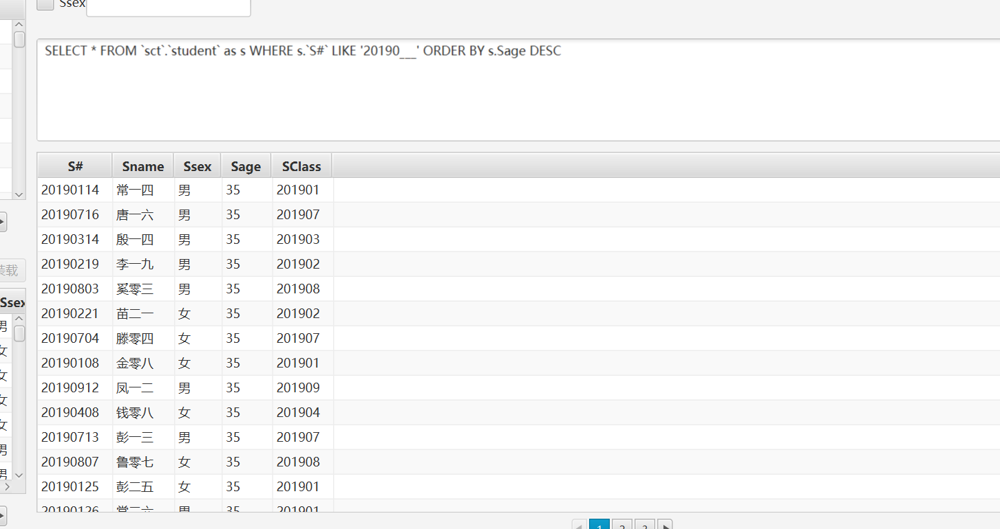 Ssex
SELECT * FROM `sct`.`student` as s WHERE s.`S#` LIKE '20190___' ORDER BY s.Sage DESC
S# Sname Ssex Sage SClass
20190114 常一四 男 35 201901
20190716 唐一六 男 35 201907
20190314 殷一四 男 35 201903
20190219 李一九 男 35 201902
20190803 奚零三 男 35 201908
20190221 苗二一 女 35 201902
20190704 滕零四 女 35 201907
20190108 金零八 女 35 201901
20190912 凤一二 男 35 201909
20190408 钱零八 女 35 201904
20190713 彭一三 男 35 201907
20190807 鲁零七 女 35 201908
20190125 彭二五 女 35 201901
20190126 常二六 男 35 201901
装载
Ssex
男
女
女
女
女
男
男
1 2 3